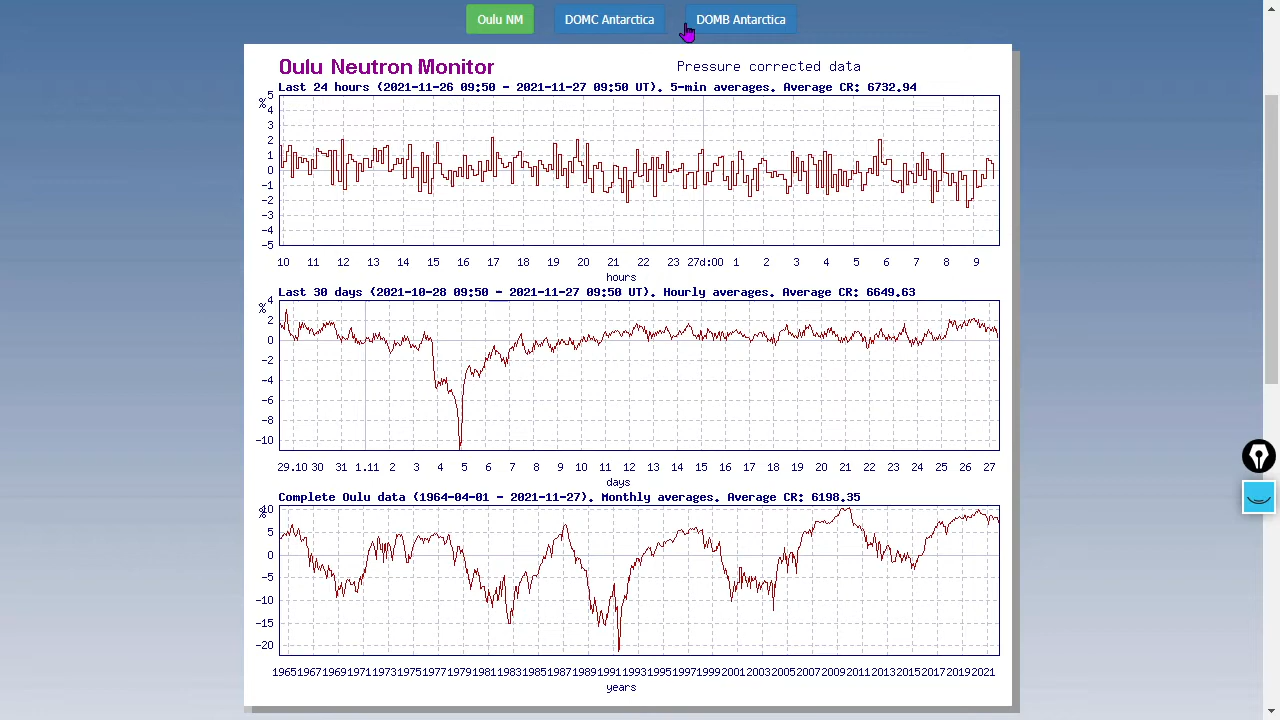 Oulu NM DOMC Antarctica DOMB Antarctica
Oulu Neutron Monitor Pressure corrected data
Last 24 hours (2021-11-26 09:50 - 2021-11-27 09:50 UT). 5-min averages. Average CR: 6732.94
%
5
4
3
2
1
0
-1
-2
-3
-4
-5
10 11 12 13 14 15 16 17 18 19 20 21 22 23 27d:00 1 2 3 4 5 6 7 8 9
hours
Last 30 days (2021-10-28 09:50 - 2021-11-27 09:50 UT). Hourly averages. Average CR: 6649.63
%
4
2
0
-2
-4
-6
-8
-10
29.10 30 31 1.11 2 3 4 5 6 7 8 9 10 11 12 13 14 15 16 17 18 19 20 21 22 23 24 25 26 27
days
Complete Oulu data (1964-04-01 - 2021-11-27). Monthly averages. Average CR: 6198.35
%
10
5
0
-5
-10
-15
-20
1965 1967 1969 1971 1973 1975 1977 1979 1981 1983 1985 1987 1989 1991 1993 1995 1997 1999 2001 2003 2005 2007 2009 2011 2013 2015 2017 2019 2021
years